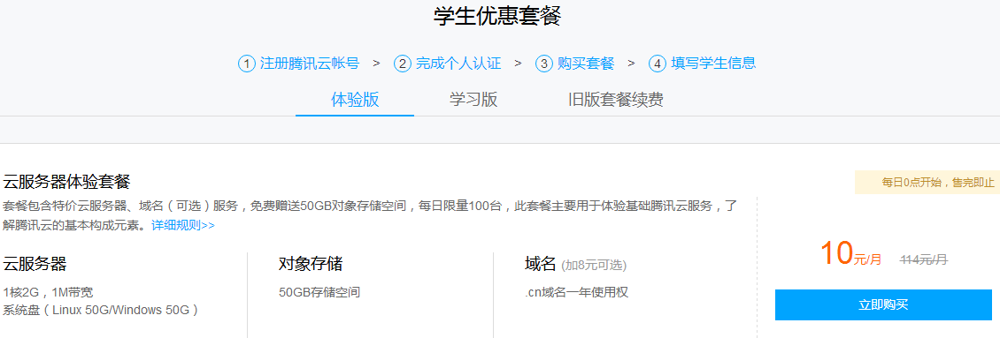 学生优惠套餐
① 注册腾讯云帐号 > ② 完成个人认证 > ③ 购买套餐 > ④ 填写学生信息
体验版 学习版 旧版套餐续费
云服务器体验套餐
每日0点开始，售完即止
套餐包含特价云服务器、域名（可选）服务，免费赠送50GB对象存储空间，每日限量100台，此套餐主要用于体验基础腾讯云服务，了
解腾讯云的基本构成元素。详细规则>>
云服务器 对象存储 域名 (加8元可选)
10元/月 114元/月
1核2G，1M带宽 50GB存储空间 .cn域名一年使用权
系统盘（Linux 50G/Windows 50G）
立即购买